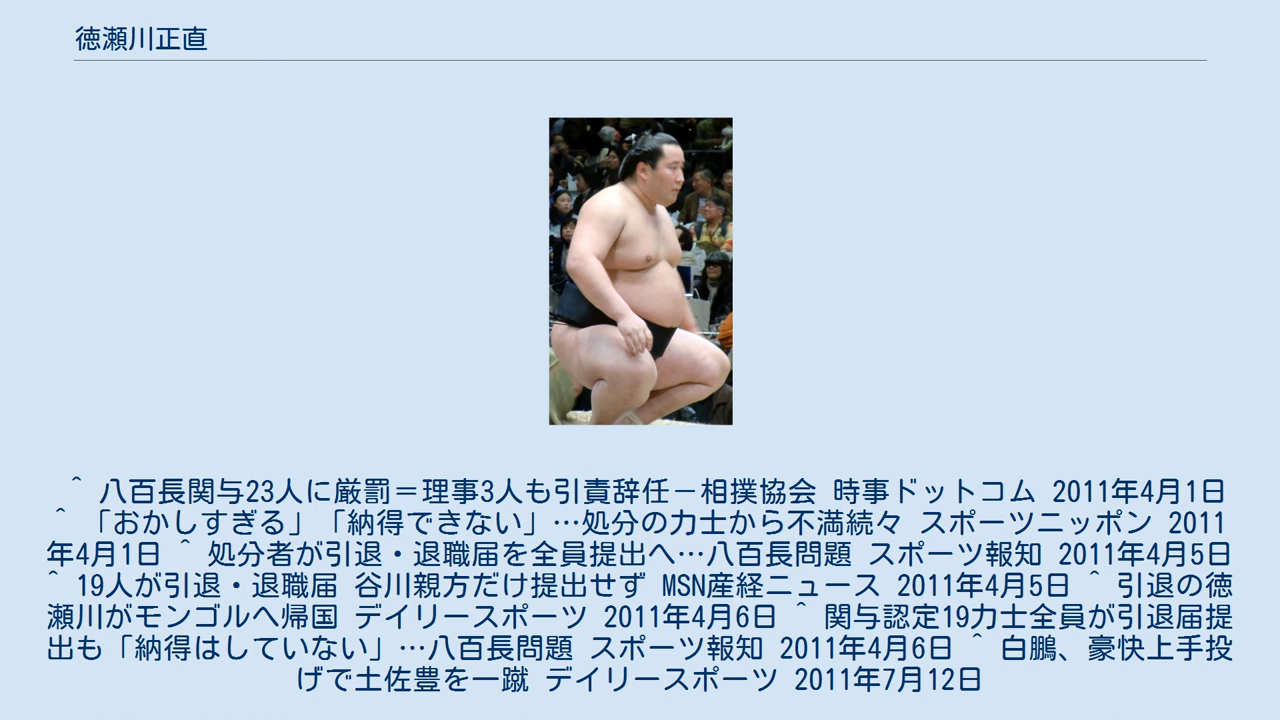 徳瀬川正直
^ 八百長関与23人に厳罰＝理事3人も引責辞任－相撲協会 時事ドットコム 2011年4月1日
^ 「おかしすぎる」「納得できない」…処分の力士から不満続々 スポーツニッポン 2011
年4月1日 ^ 処分者が引退・退職届を全員提出へ…八百長問題 スポーツ報知 2011年4月5日
^ 19人が引退・退職届 谷川親方だけ提出せず MSN産経ニュース 2011年4月5日 ^ 引退の徳
瀬川がモンゴルへ帰国 デイリースポーツ 2011年4月6日 ^ 関与認定19力士全員が引退届提
出も「納得はしていない」…八百長問題 スポーツ報知 2011年4月6日 ^ 白鵬、豪快上手投
げで土佐豊を一蹴 デイリースポーツ 2011年7月12日